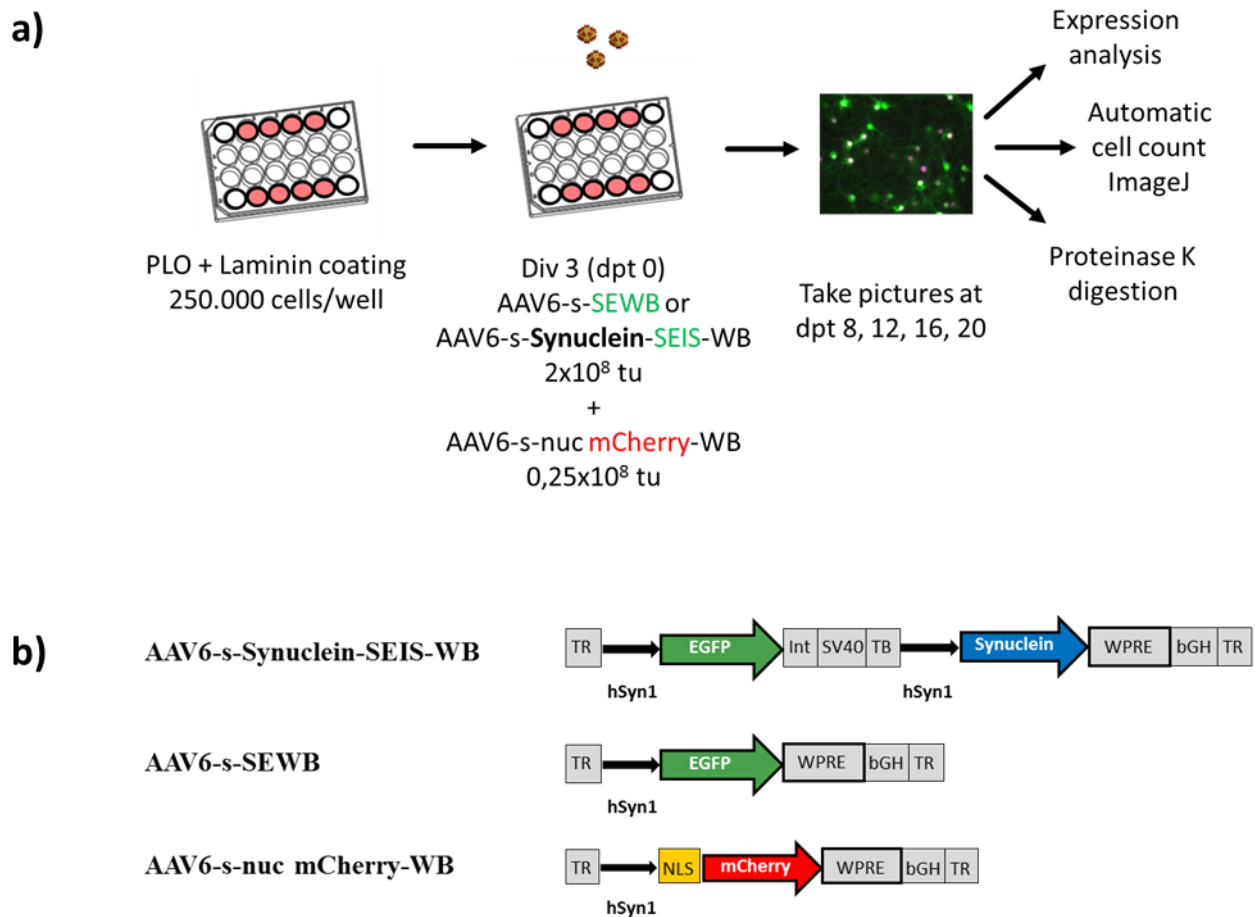 a)
PLO + Laminin coating
250.000 cells/well
Div 3 (dpt 0)
AAV6-s-SEWB or
AAV6-s-Synuclein-SEIS-WB
2x10⁸ tu
+
AAV6-s-nuc mCherry-WB
0,25x10⁸ tu
Take pictures at
dpt 8, 12, 16, 20
Expression
analysis
Automatic
cell count
ImageJ
Proteinase K
digestion
b)
AAV6-s-Synuclein-SEIS-WB
TR EGFP Int SV40 TB Synuclein WPRE bGH TR
hSyn1 hSyn1
AAV6-s-SEWB
TR EGFP WPRE bGH TR
hSyn1
AAV6-s-nuc mCherry-WB
TR NLS mCherry WPRE bGH TR
hSyn1